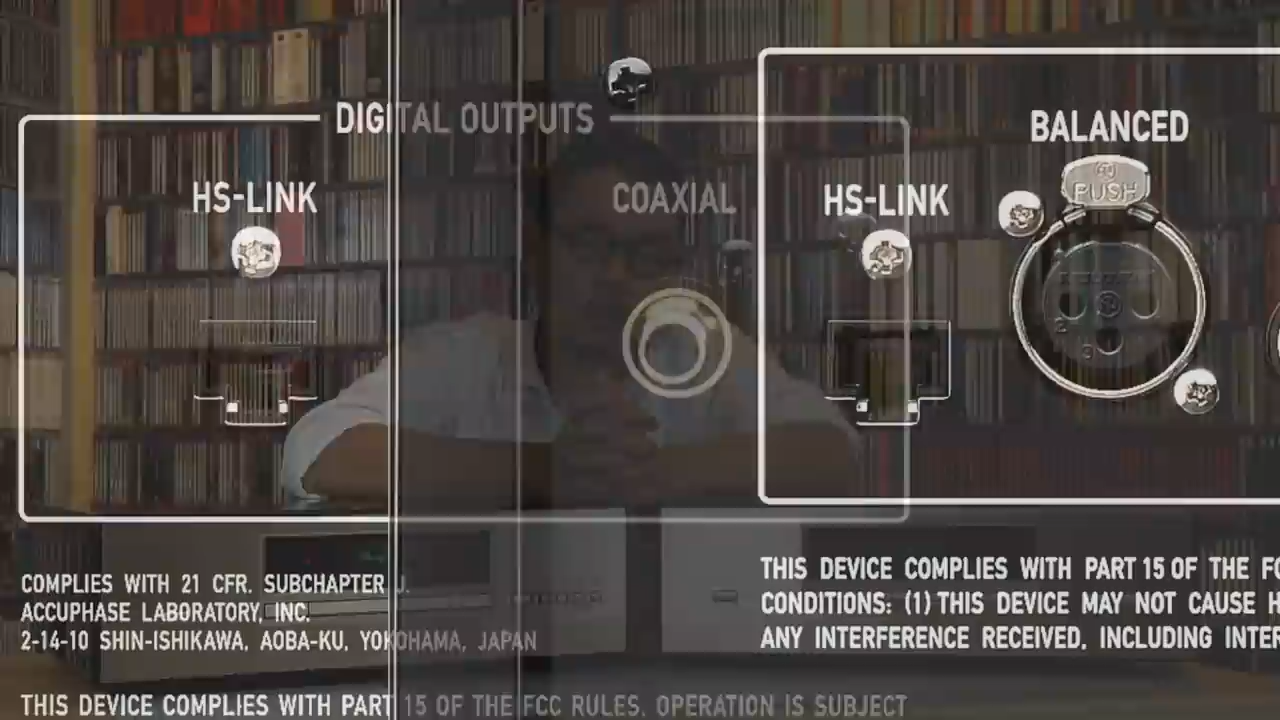 DIGITAL OUTPUTS
HS-LINK
COAXIAL
HS-LINK
BALANCED
PUSH
COMPLIES WITH 21 CFR. SUBCHAPTER J.
ACCUPHASE LABORATORY, INC.
2-14-10 SHIN-ISHIKAWA, AOBA-KU, YOKOHAMA, JAPAN
THIS DEVICE COMPLIES WITH PART 15 OF THE FCC RULES. OPERATION IS SUBJECT
THIS DEVICE COMPLIES WITH PART 15 OF THE
CONDITIONS: (1) THIS DEVICE MAY NOT CAUSE
ANY INTERFERENCE RECEIVED, INCLUDING